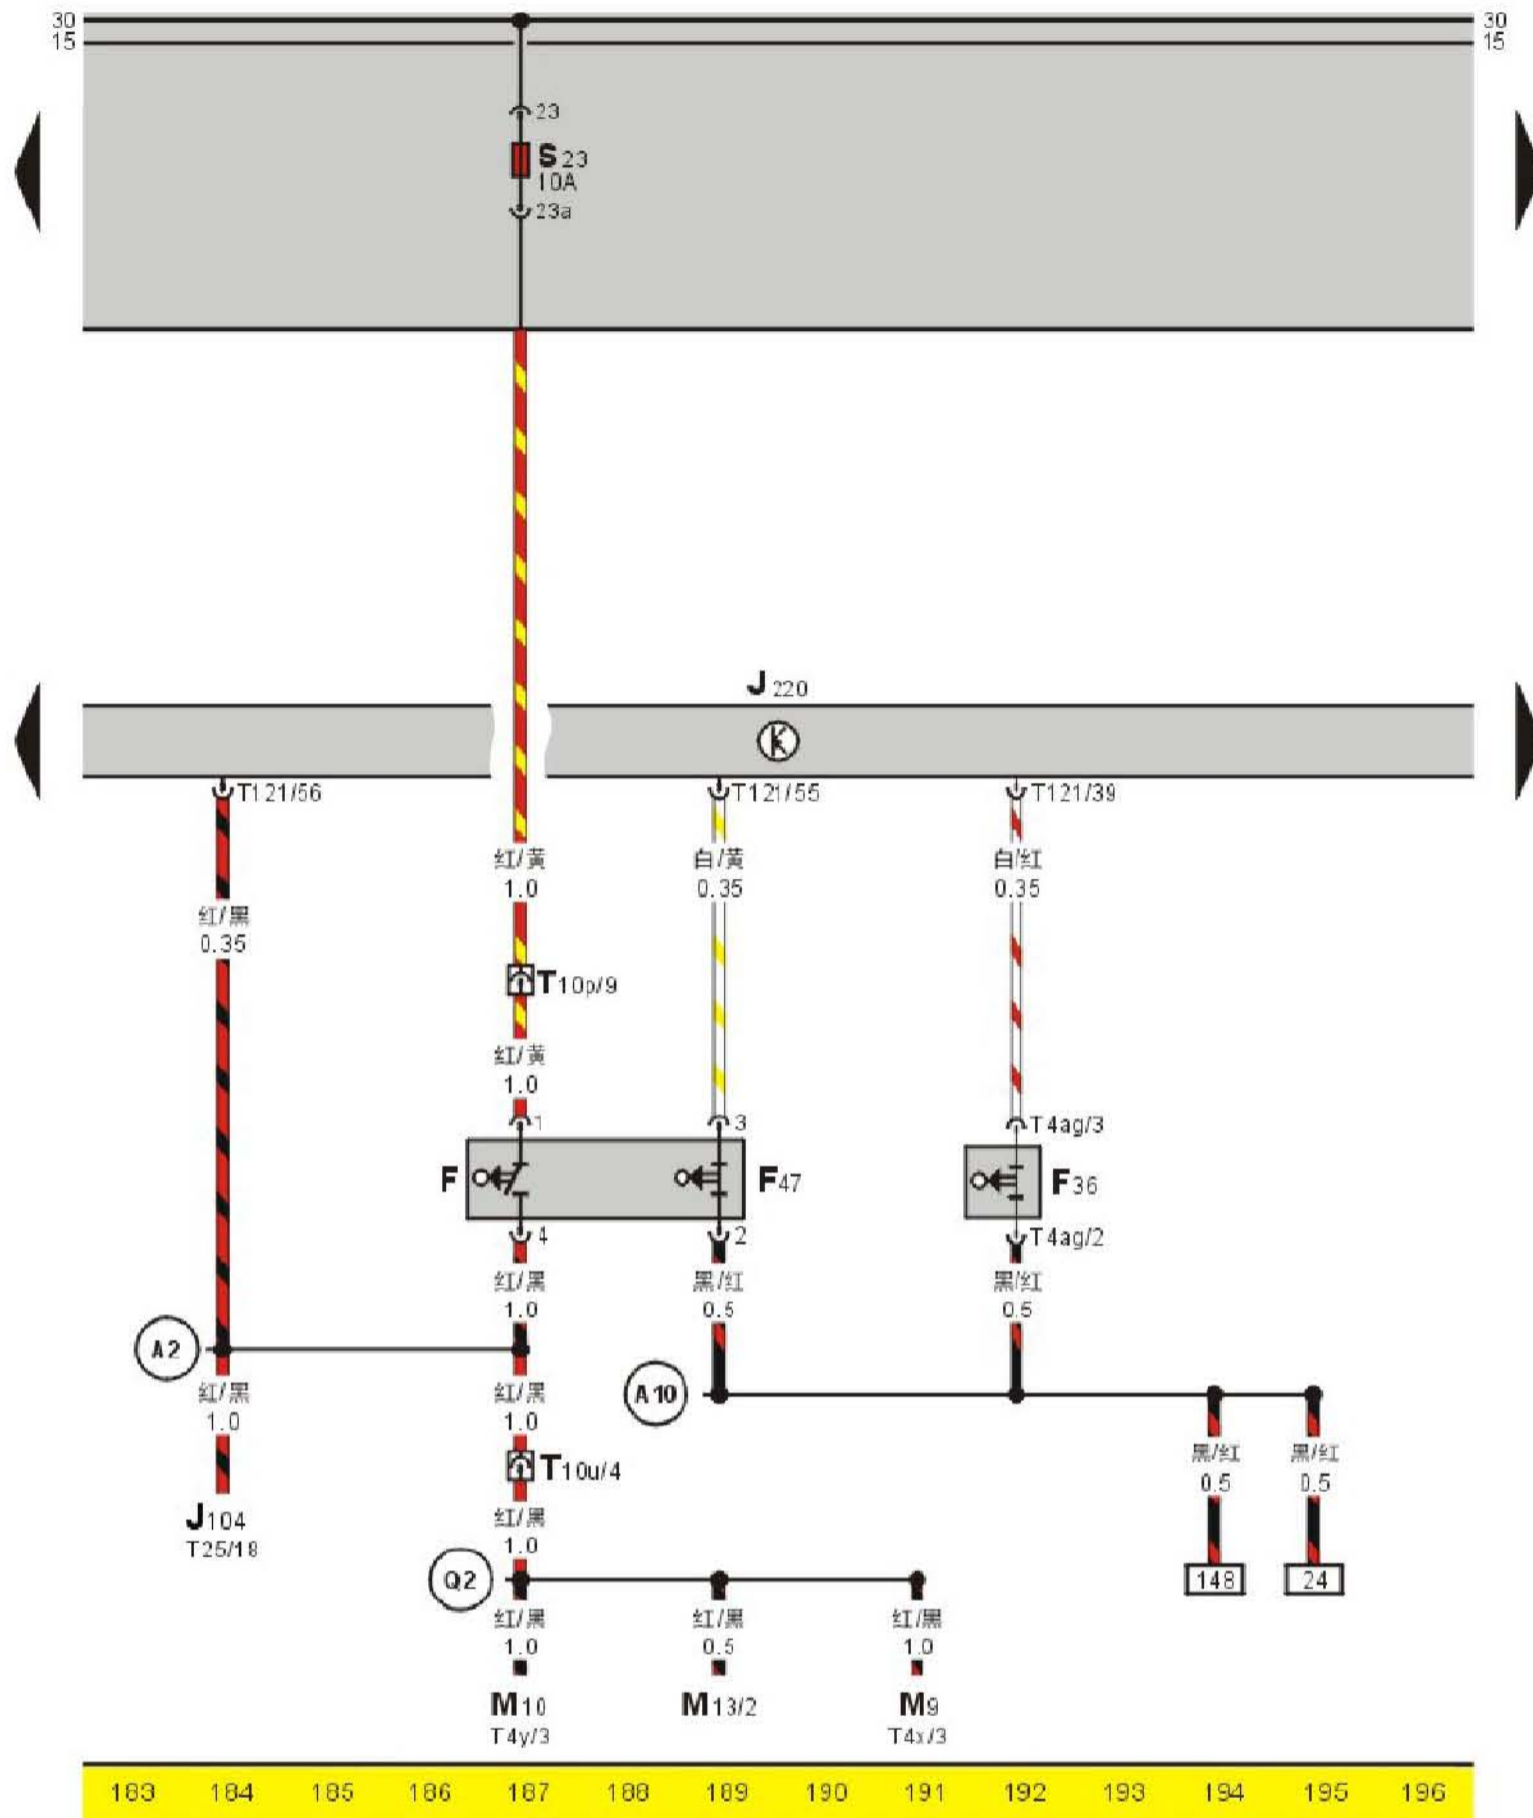 30 30
15 15
23
S23
10A
23a
J220
T121/56 T121/55 T121/39
红/黄 白/黄 白/红
1.0 0.35 0.35
红/黑
0.35
T10p/9
红/黄
1.0
1 3 T4ag/3
F F47 F36
4 2 T4ag/2
红/黑 黑/红 黑/红
1.0 0.5 0.5
A2
红/黑 红/黑 A10
1.0 1.0
黑/红 黑/红
T10u/4 0.5 0.5
J104
红/黑
T25/18 1.0
Q2 148 24
红/黑 红/黑 红/黑
1.0 0.5 1.0
M10 M13/2 M9
T4y/3 T4x/3
183 184 185 186 187 188 189 190 191 192 193 194 195 196